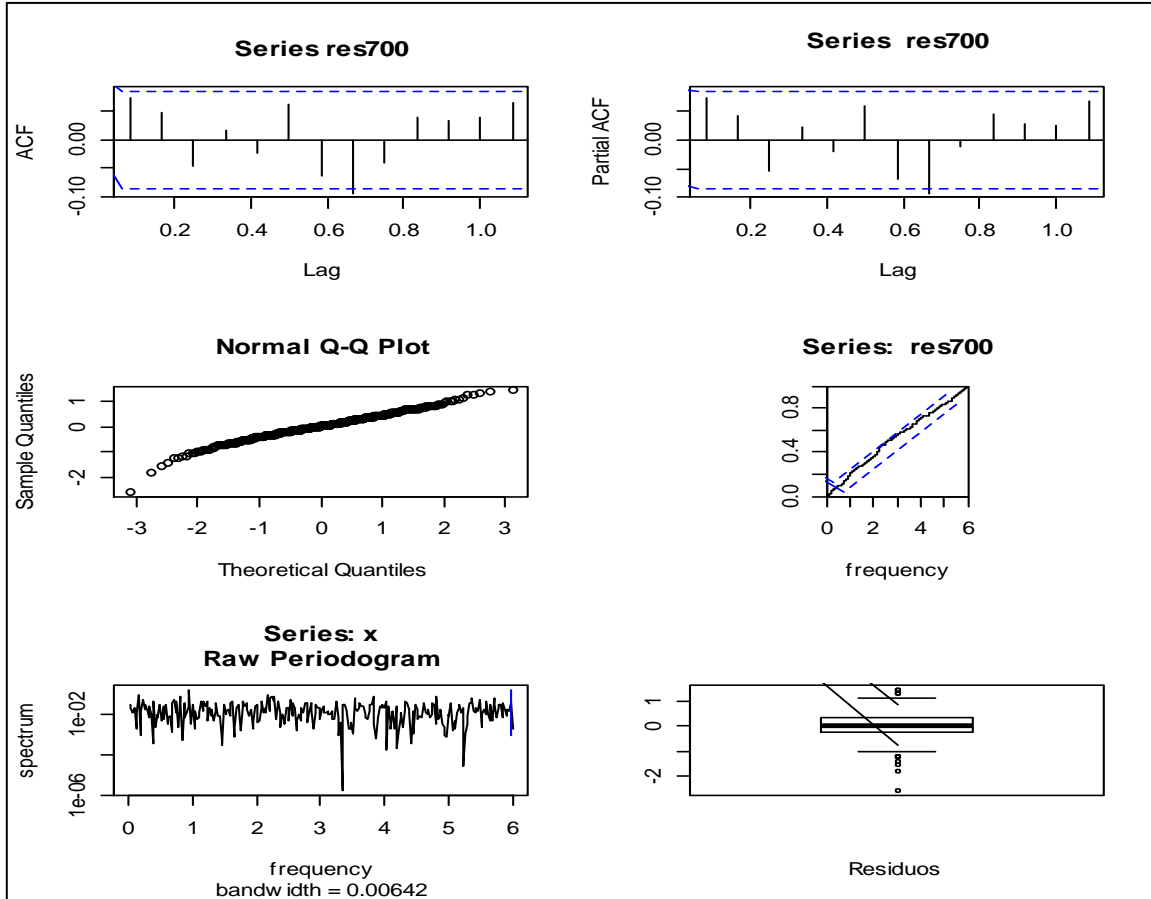 Series res700
ACF
0.00
-0.10
0.2 0.4 0.6 0.8 1.0
Lag
Series res700
Partial ACF
0.00
-0.10
0.2 0.4 0.6 0.8 1.0
Lag
Normal Q-Q Plot
Sample Quantiles
1
0
-2
-3 -2 -1 0 1 2 3
Theoretical Quantiles
Series: res700
0.8
0.4
0.0
0 2 4 6
frequency
Series: x
Raw Periodogram
spectrum
1e+02
1e-06
0 1 2 3 4 5 6
frequency
bandwidth = 0.00642
1
0
-2
Residuos